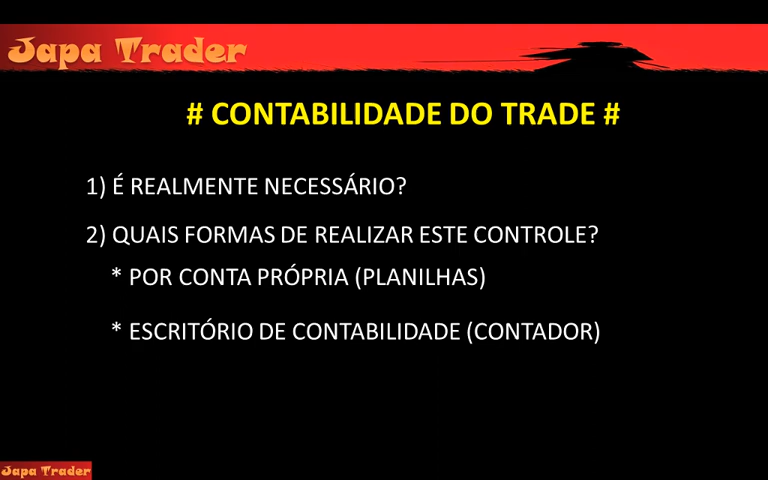 Japa Trader
# CONTABILIDADE DO TRADE #
1) É REALMENTE NECESSÁRIO?
2) QUAIS FORMAS DE REALIZAR ESTE CONTROLE?
* POR CONTA PRÓPRIA (PLANILHAS)
* ESCRITÓRIO DE CONTABILIDADE (CONTADOR)
Japa Trader